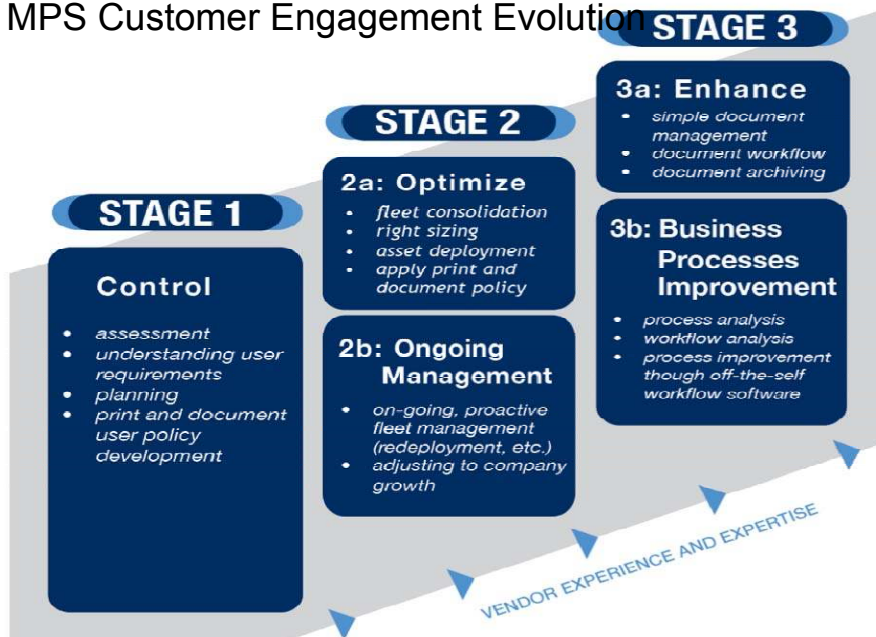 MPS Customer Engagement Evolution
STAGE 1
Control
• assessment
• understanding user
requirements
• planning
• print and document
user policy
development
STAGE 2
2a: Optimize
• fleet consolidation
• right sizing
• asset deployment
• apply print and
document policy
2b: Ongoing
Management
• on-going, proactive
fleet management
(redeployment, etc.)
• adjusting to company
growth
STAGE 3
3a: Enhance
• simple document
management
• document workflow
• document archiving
3b: Business
Processes
Improvement
• process analysis
• workflow analysis
• process improvement
though off-the-self
workflow software
VENDOR EXPERIENCE AND EXPERTISE